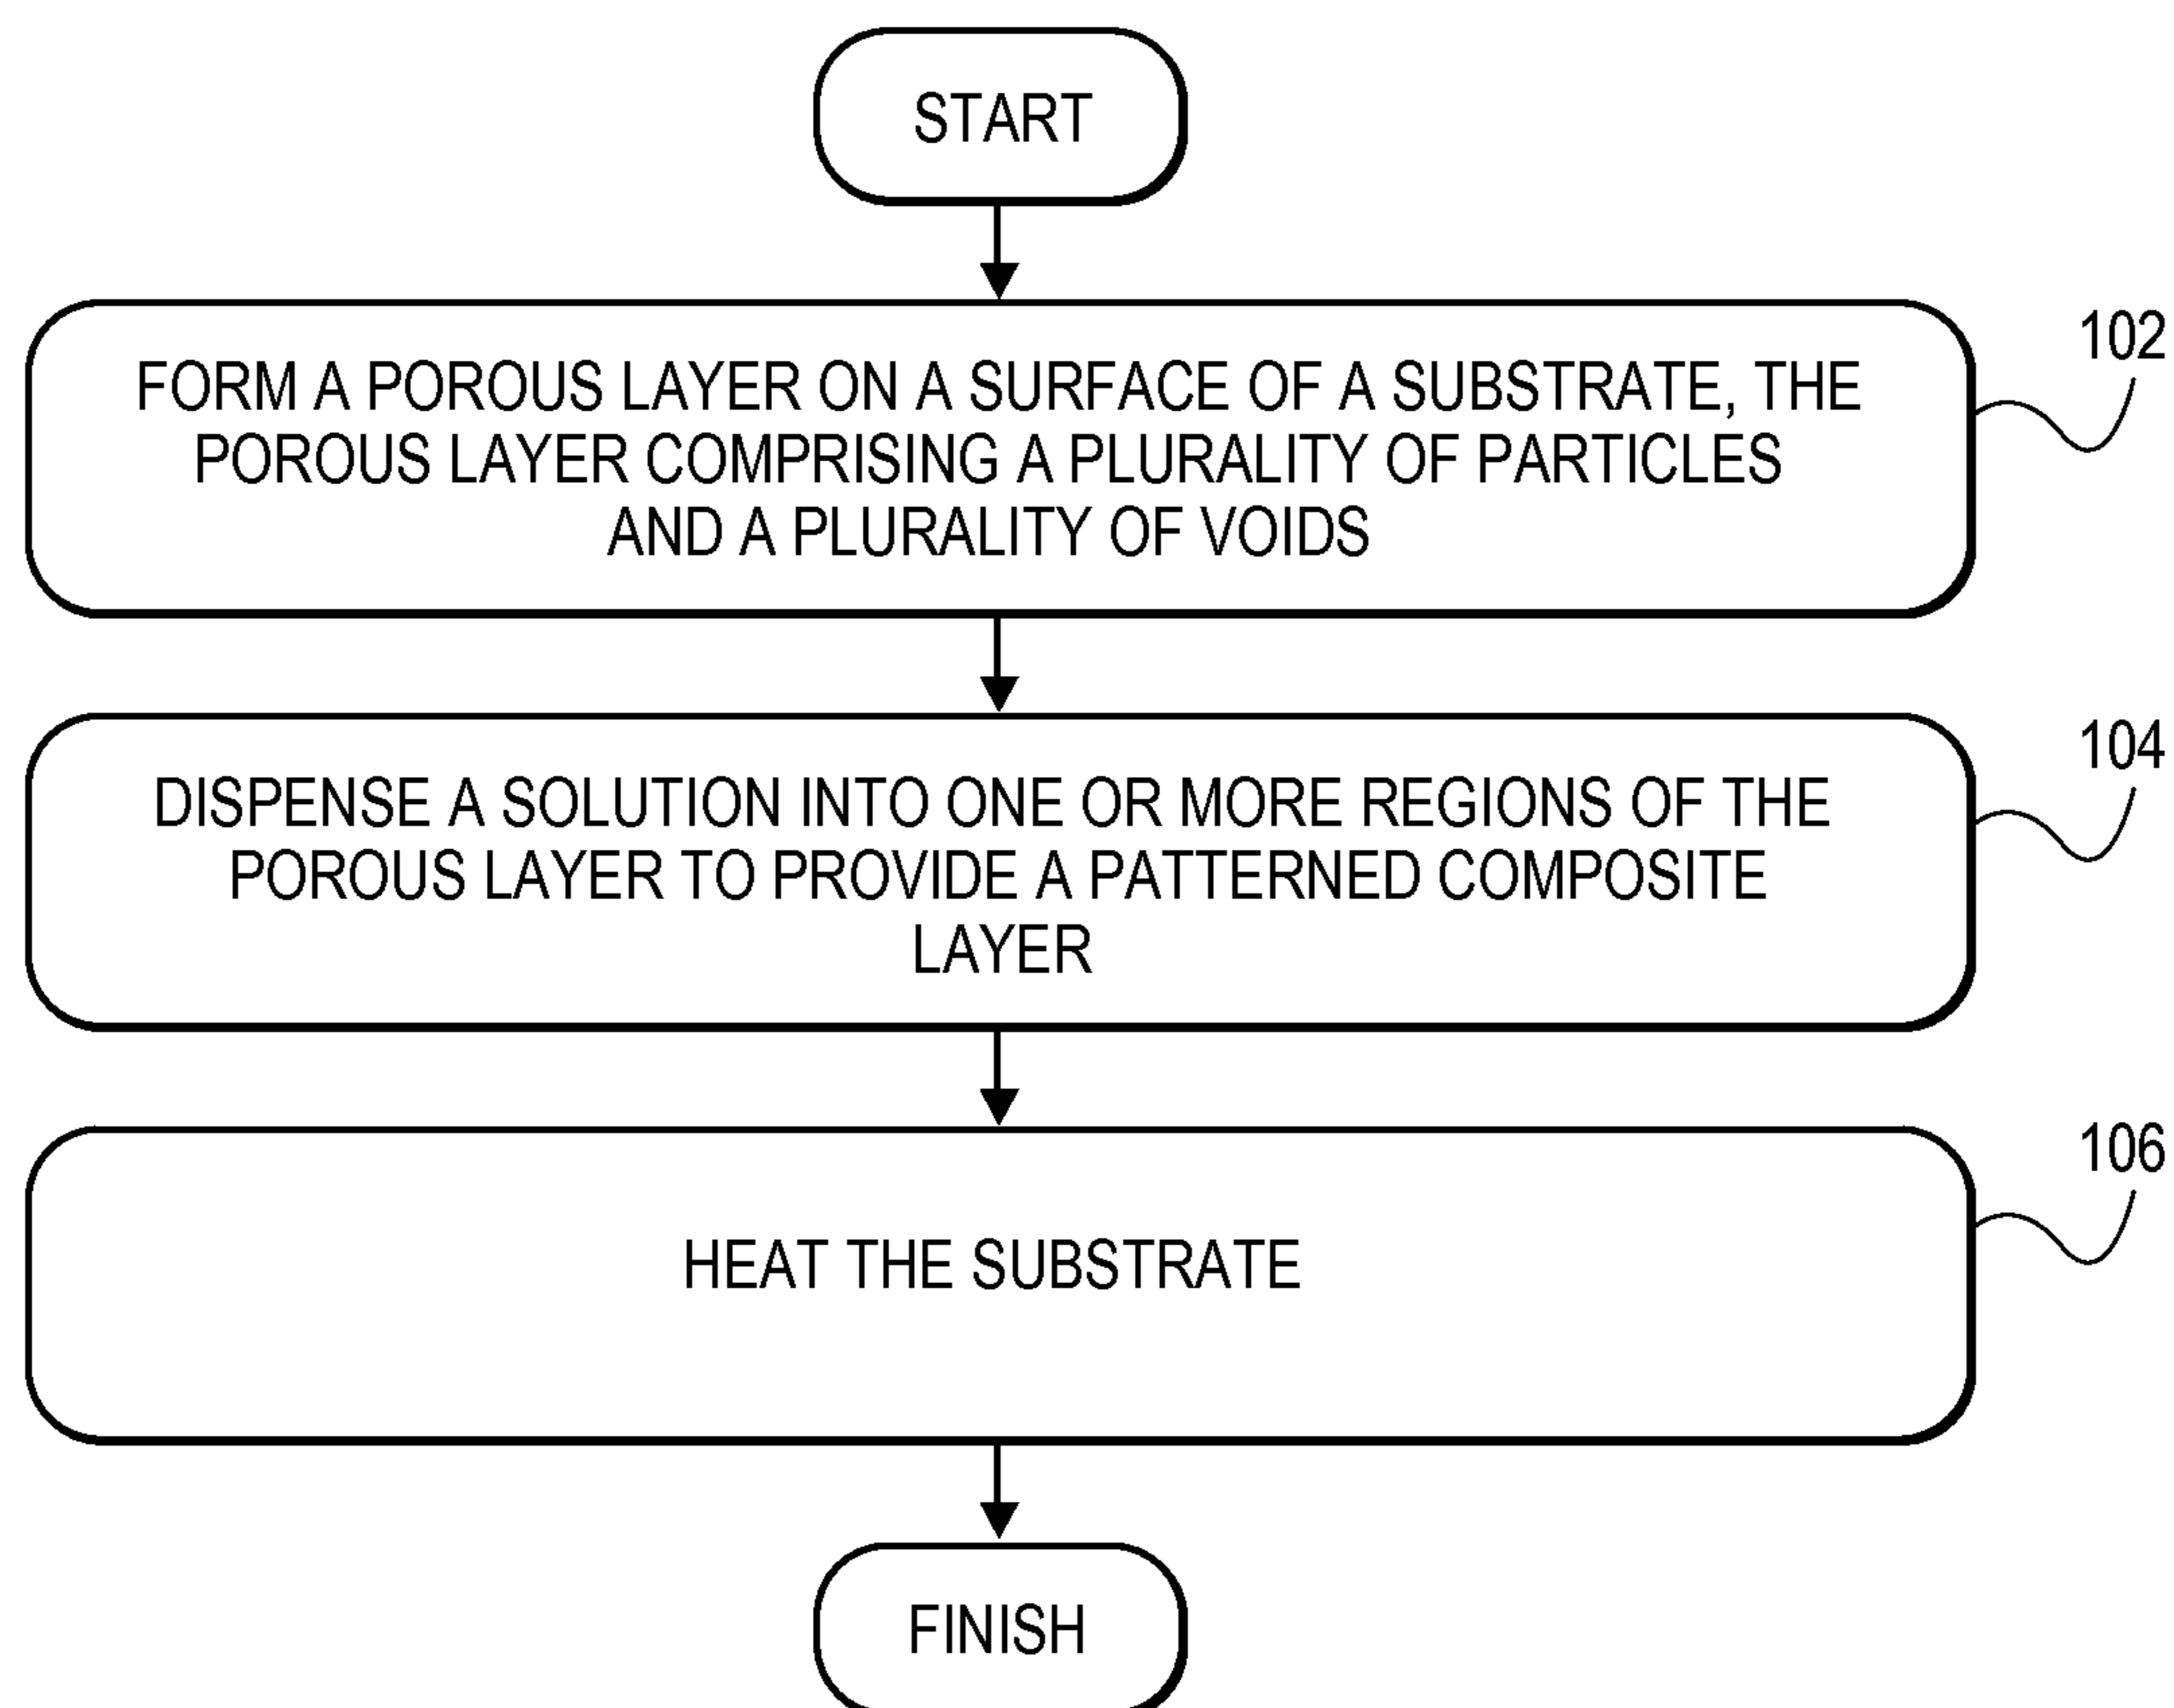 START
102
FORM A POROUS LAYER ON A SURFACE OF A SUBSTRATE, THE
POROUS LAYER COMPRISING A PLURALITY OF PARTICLES
AND A PLURALITY OF VOIDS
104
DISPENSE A SOLUTION INTO ONE OR MORE REGIONS OF THE
POROUS LAYER TO PROVIDE A PATTERNED COMPOSITE
LAYER
106
HEAT THE SUBSTRATE
FINISH